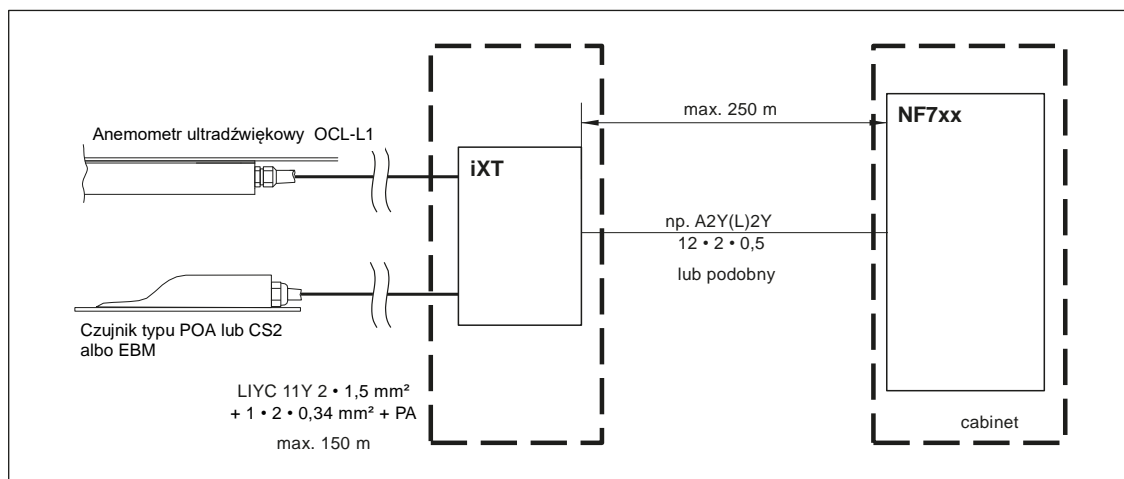 Anemometr ultradźwiękowy OCL-L1
iXT
max. 250 m
NF7xx
np. A2Y(L)2Y
12 • 2 • 0,5
lub podobny
Czujnik typu POA lub CS2
albo EBM
LIYC 11Y 2 • 1,5 mm²
+ 1 • 2 • 0,34 mm² + PA
max. 150 m
cabinet